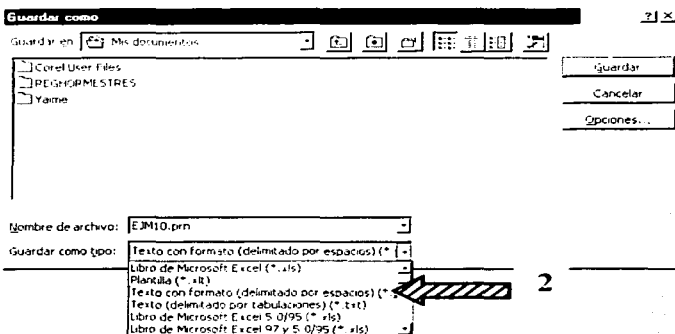 Guardar como
Guardar en: Mis documentos
Corel User Files
PEGNORMESTRES
Yaime
Guardar
Cancelar
Opciones...
Nombre de archivo: EJM10.prn
Guardar como tipo: Texto con formato (delimitado por espacios) (*.
Libro de Microsoft Excel (*.xls)
Plantilla (*.xlt)
Texto con formato (delimitado por espacios) (*.
Texto (delimitado por tabulaciones) (*.txt)
Libro de Microsoft Excel 5.0/95 (*.xls)
Libro de Microsoft Excel 97 y 5.0/95 (*.xls)
2